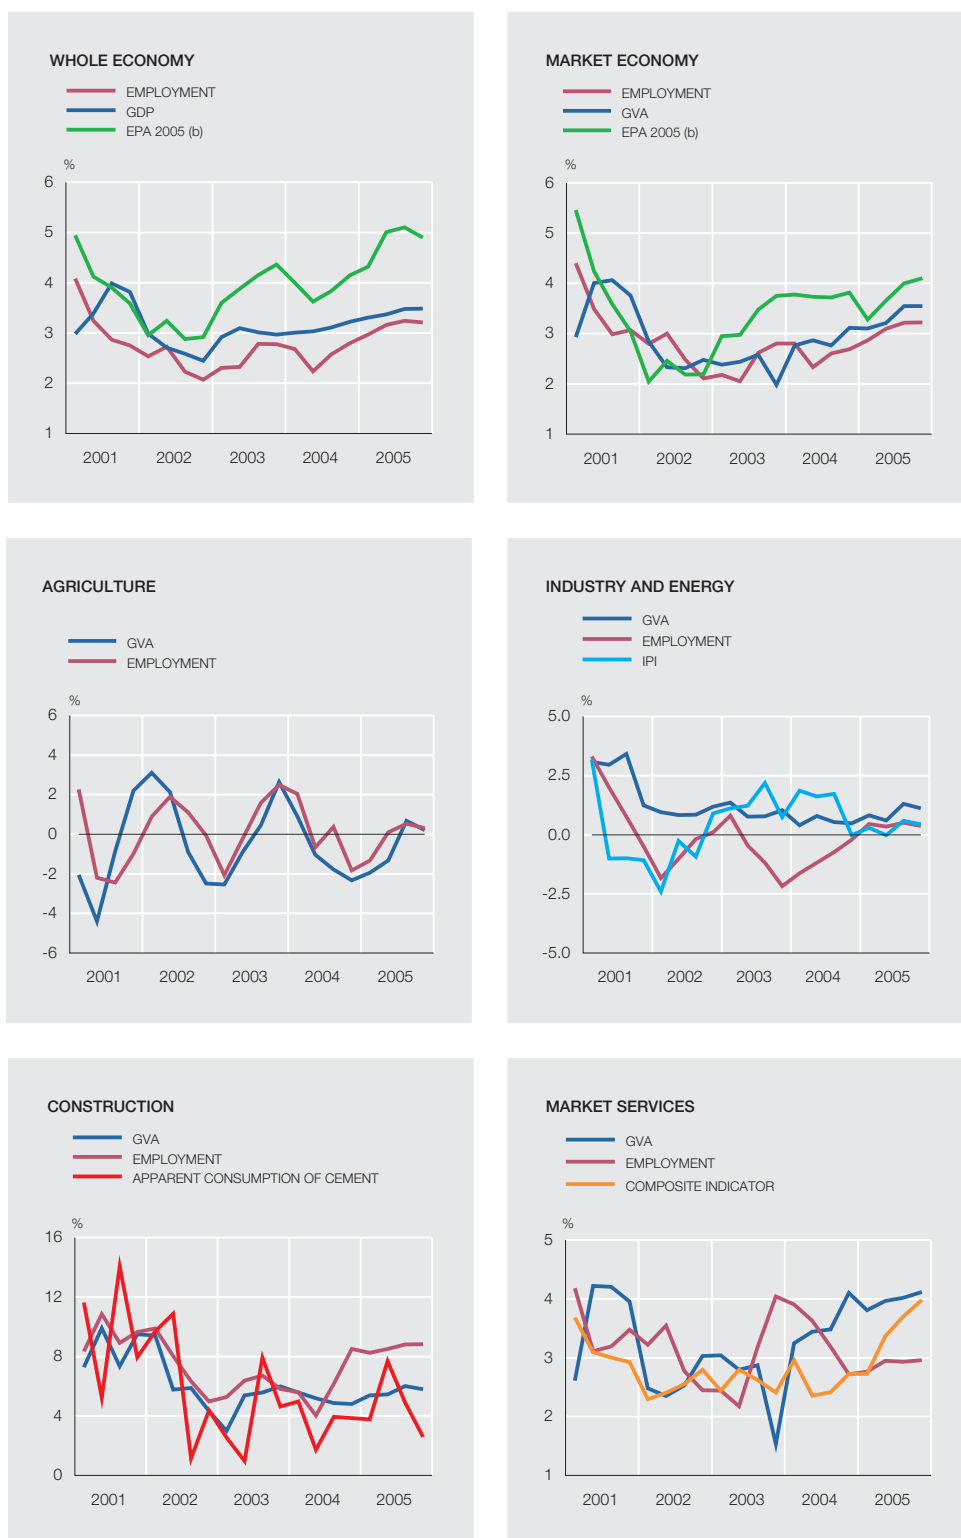 WHOLE ECONOMY
EMPLOYMENT
GDP
EPA 2005 (b)
%
6
5
4
3
2
1
2001 2002 2003 2004 2005
MARKET ECONOMY
EMPLOYMENT
GVA
EPA 2005 (b)
%
6
5
4
3
2
1
2001 2002 2003 2004 2005
AGRICULTURE
GVA
EMPLOYMENT
%
6
4
2
0
-2
-4
-6
2001 2002 2003 2004 2005
INDUSTRY AND ENERGY
GVA
EMPLOYMENT
IPI
%
5.0
2.5
0.0
-2.5
-5.0
2001 2002 2003 2004 2005
CONSTRUCTION
GVA
EMPLOYMENT
APPARENT CONSUMPTION OF CEMENT
%
16
12
8
4
0
2001 2002 2003 2004 2005
MARKET SERVICES
GVA
EMPLOYMENT
COMPOSITE INDICATOR
%
5
4
3
2
1
2001 2002 2003 2004 2005